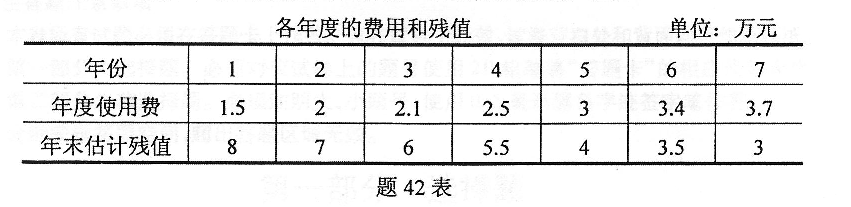 各年度的费用和残值 单位：万元
年份 1 2 3 4 5 6 7
年度使用费 1.5 2 2.1 2.5 3 3.4 3.7
年末估计残值 8 7 6 5.5 4 3.5 3
题 42 表